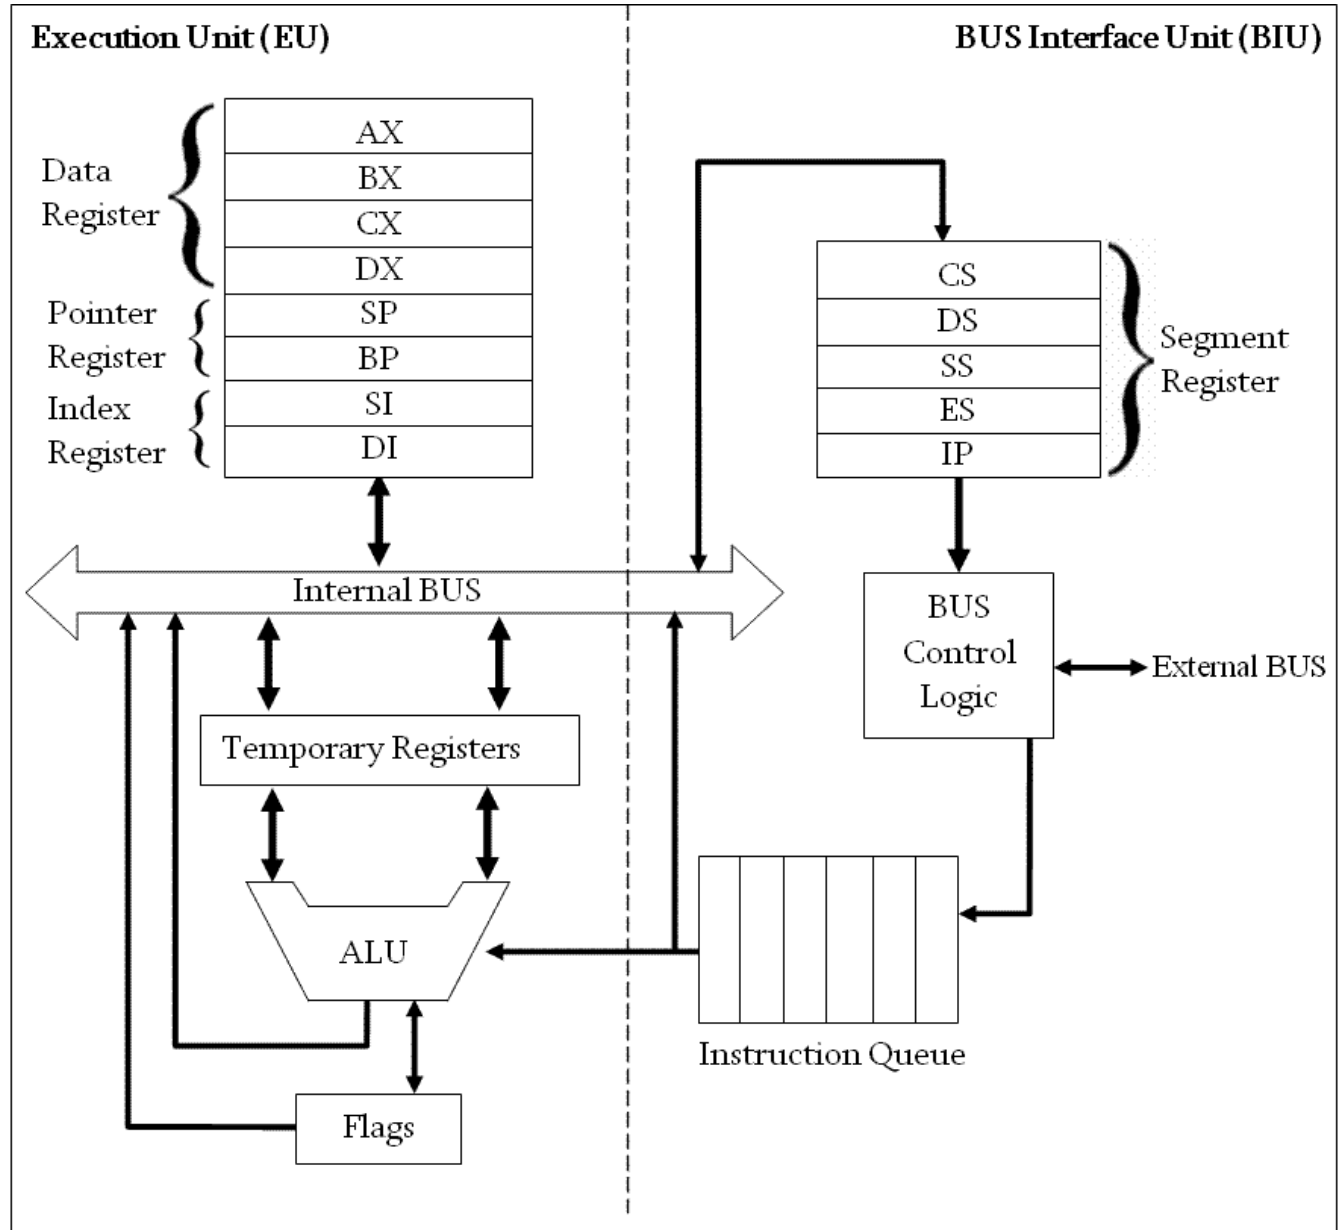 Execution Unit (EU)
BUS Interface Unit (BIU)
Data
Register
AX
BX
CX
DX
Pointer
Register
SP
BP
Index
Register
SI
DI
CS
DS
SS
ES
IP
Segment
Register
Internal BUS
BUS
Control
Logic
External BUS
Temporary Registers
ALU
Instruction Queue
Flags